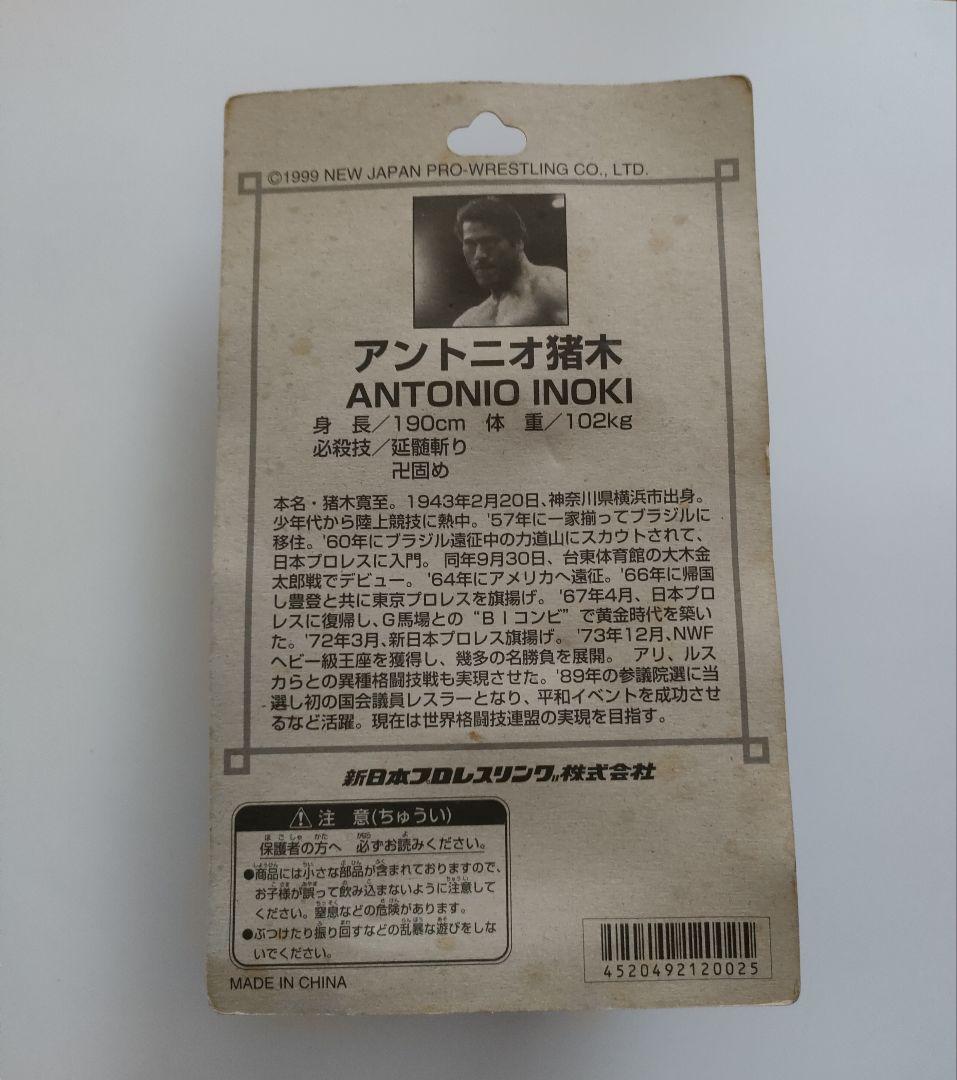 ©1999 NEW JAPAN PRO-WRESTLING CO., LTD.
アントニオ猪木
ANTONIO INOKI
身 長／190cm 体 重／102kg
必殺技／延髄斬り
卍固め
本名・猪木寛至。1943年2月20日、神奈川県横浜市出身。
少年代から陸上競技に熱中。'57年に一家揃ってブラジルに
移住。'60年にブラジル遠征中の力道山にスカウトされて、
日本プロレスに入門。同年9月30日、台東体育館の大木金
太郎戦でデビュー。'64年にアメリカへ遠征。'66年に帰国
し豊登と共に東京プロレスを旗揚げ。'67年4月、日本プロ
レスに復帰し、G馬場との“BIコンビ”で黄金時代を築い
た。'72年3月、新日本プロレス旗揚げ。'73年12月、NWF
ヘビー級王座を獲得し、幾多の名勝負を展開。アリ、ルス
カらとの異種格闘技戦も実現させた。'89年の参議院選に当
選し初の国会議員レスラーとなり、平和イベントを成功させ
るなど活躍。現在は世界格闘技連盟の実現を目指す。
新日本プロレスリング株式会社
注 意(ちゅうい)
保護者の方へ 必ずお読みください。
●商品には小さな部品が含まれておりますので、
お子様が誤って飲み込まないように注意して
ください。窒息などの危険があります。
●ぶつけたり振り回すなどの乱暴な遊びをしな
いでください。
MADE IN CHINA
4520492120025